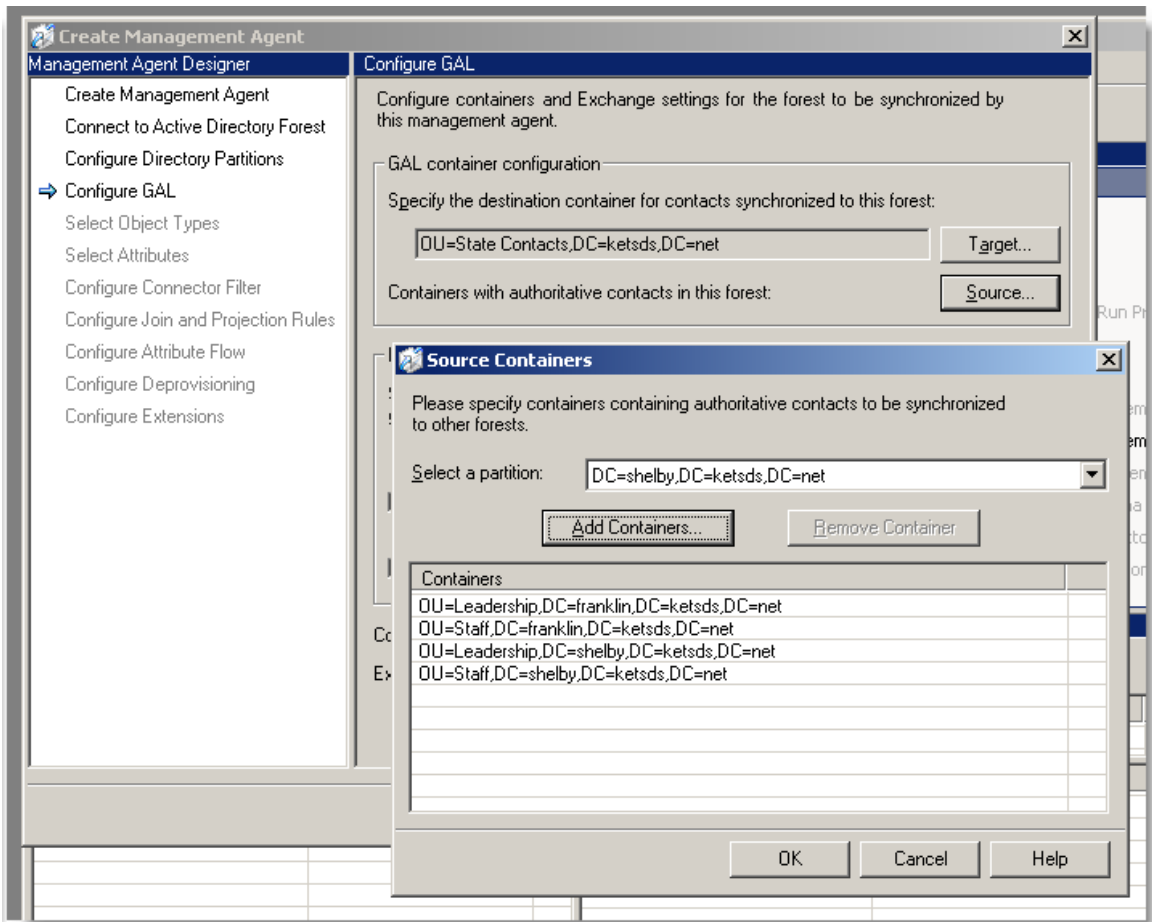 Create Management Agent
Management Agent Designer
Create Management Agent
Connect to Active Directory Forest
Configure Directory Partitions
Configure GAL
Select Object Types
Select Attributes
Configure Connector Filter
Configure Join and Projection Rules
Configure Attribute Flow
Configure Deprovisioning
Configure Extensions
Configure GAL
Configure containers and Exchange settings for the forest to be synchronized by
this management agent.
GAL container configuration
Specify the destination container for contacts synchronized to this forest:
OU=State Contacts,DC=ketsds,DC=net
Target...
Containers with authoritative contacts in this forest:
Source...
Run Pr
Source Containers
Please specify containers containing authoritative contacts to be synchronized
to other forests.
Select a partition:
DC=shelby,DC=ketsds,DC=net
Add Containers...
Remove Container
Containers
OU=Leadership,DC=franklin,DC=ketsds,DC=net
OU=Staff,DC=franklin,DC=ketsds,DC=net
OU=Leadership,DC=shelby,DC=ketsds,DC=net
OU=Staff,DC=shelby,DC=ketsds,DC=net
OK
Cancel
Help